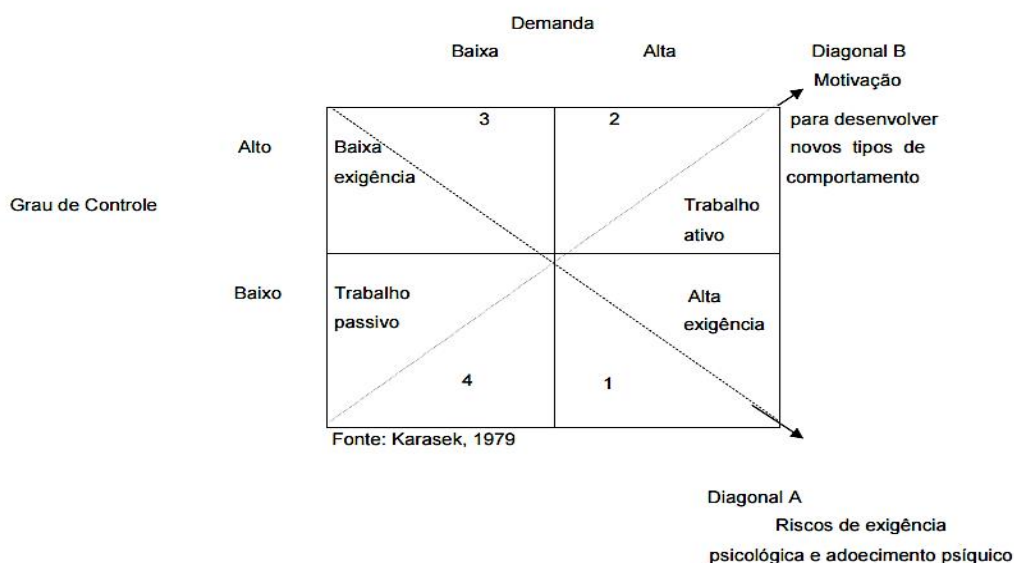 Demanda
Baixa Alta Diagonal B
Motivação
3 2 para desenvolver
Alto Baixa novos tipos de
exigência comportamento
Grau de Controle Trabalho
ativo
Baixo Trabalho Alta
passivo exigência
4 1
Fonte: Karasek, 1979
Diagonal A
Riscos de exigência
psicológica e adoecimento psíquico